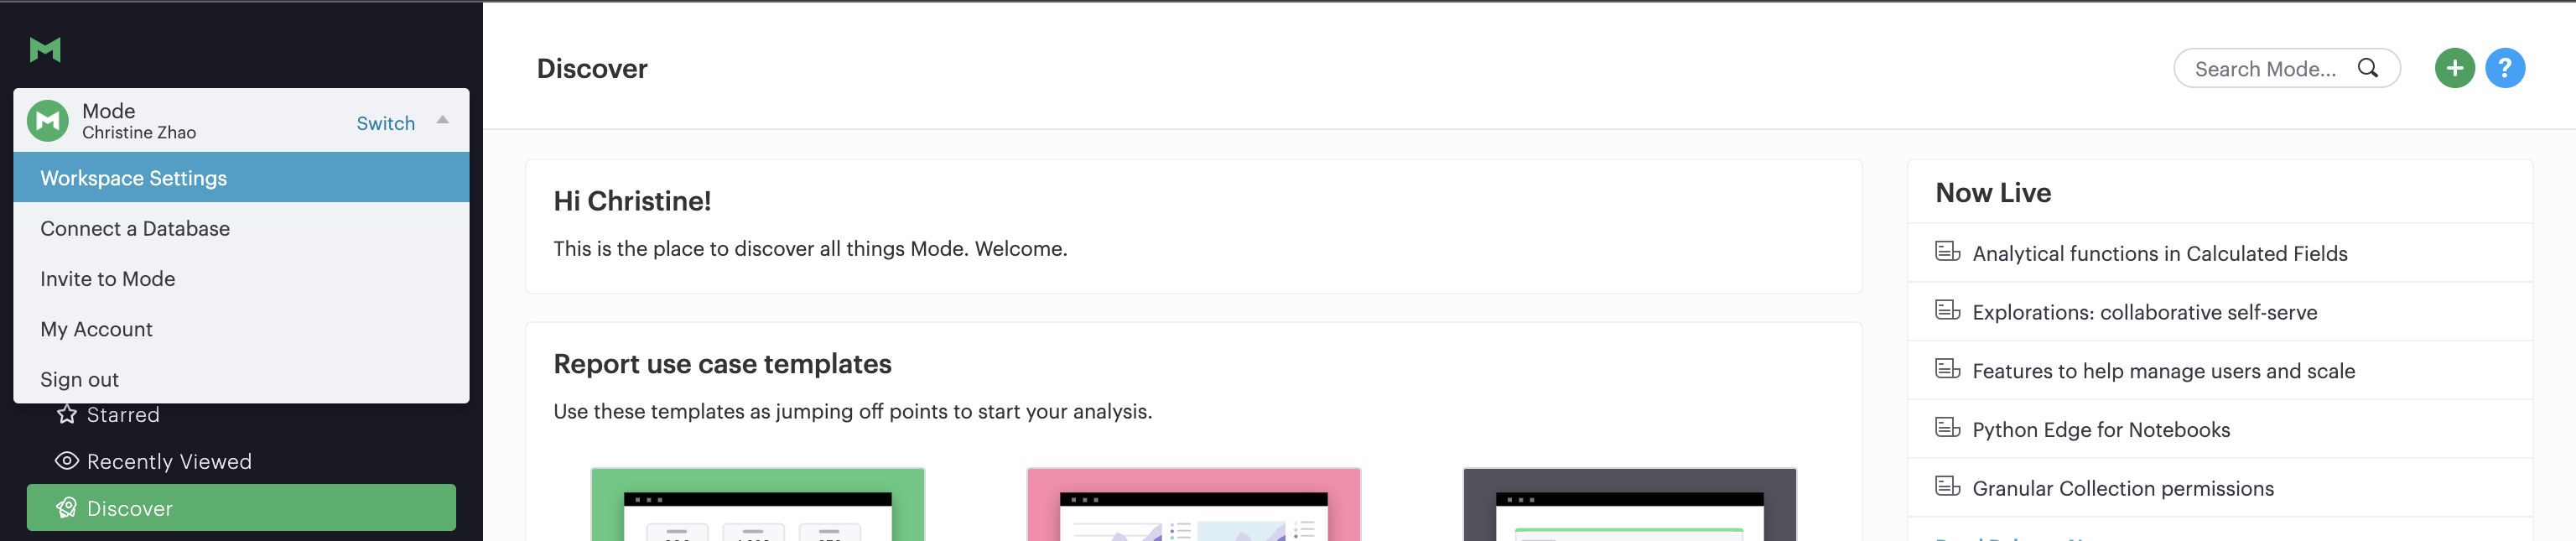 Mode
Christine Zhao
Switch
Workspace Settings
Connect a Database
Invite to Mode
My Account
Sign out
Starred
Recently Viewed
Discover
Discover
Search Mode...
Hi Christine!
This is the place to discover all things Mode. Welcome.
Report use case templates
Use these templates as jumping off points to start your analysis.
Now Live
Analytical functions in Calculated Fields
Explorations: collaborative self-serve
Features to help manage users and scale
Python Edge for Notebooks
Granular Collection permissions